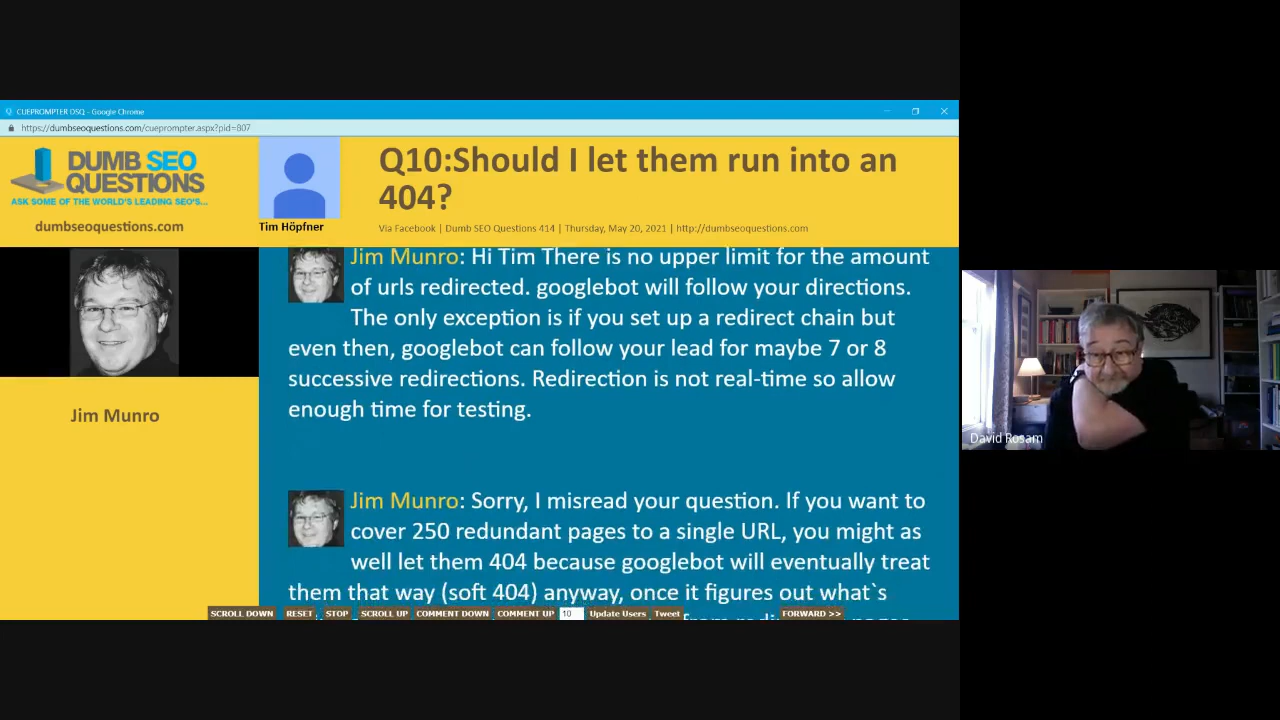 CUEPROMPTER DSQ - Google Chrome
https://dumbseoquestions.com/cueprompter.aspx?pid=807
DUMB SEO
QUESTIONS
ASK SOME OF THE WORLD'S LEADING SEO'S...
dumbseoquestions.com
Tim Höpfner
Q10:Should I let them run into an
404?
Via Facebook | Dumb SEO Questions 414 | Thursday, May 20, 2021 | http://dumbseoquestions.com
Jim Munro
Jim Munro: Hi Tim There is no upper limit for the amount
of urls redirected. googlebot will follow your directions.
The only exception is if you set up a redirect chain but
even then, googlebot can follow your lead for maybe 7 or 8
successive redirections. Redirection is not real-time so allow
enough time for testing.
Jim Munro: Sorry, I misread your question. If you want to
cover 250 redundant pages to a single URL, you might as
well let them 404 because googlebot will eventually treat
them that way (soft 404) anyway, once it figures out what`s
SCROLL DOWN RESET STOP SCROLL UP COMMENT DOWN COMMENT UP 10 Update Users Tweet FORWARD >>
David Rosam